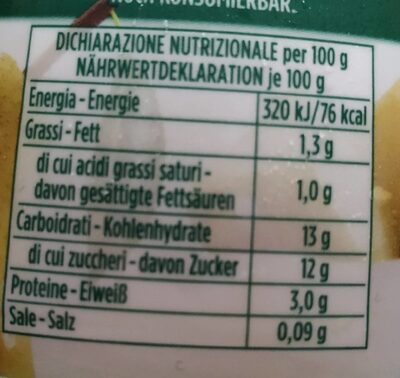 NOCH KONSUMIERBAR.
DICHIARAZIONE NUTRIZIONALE per 100 g
NÄHRWERTDEKLARATION je 100 g
Energia - Energie 320 kJ/76 kcal
Grassi - Fett 1,3 g
di cui acidi grassi saturi -
davon gesättigte Fettsäuren 1,0 g
Carboidrati - Kohlenhydrate 13 g
di cui zuccheri - davon Zucker 12 g
Proteine - Eiweiß 3,0 g
Sale - Salz 0,09 g